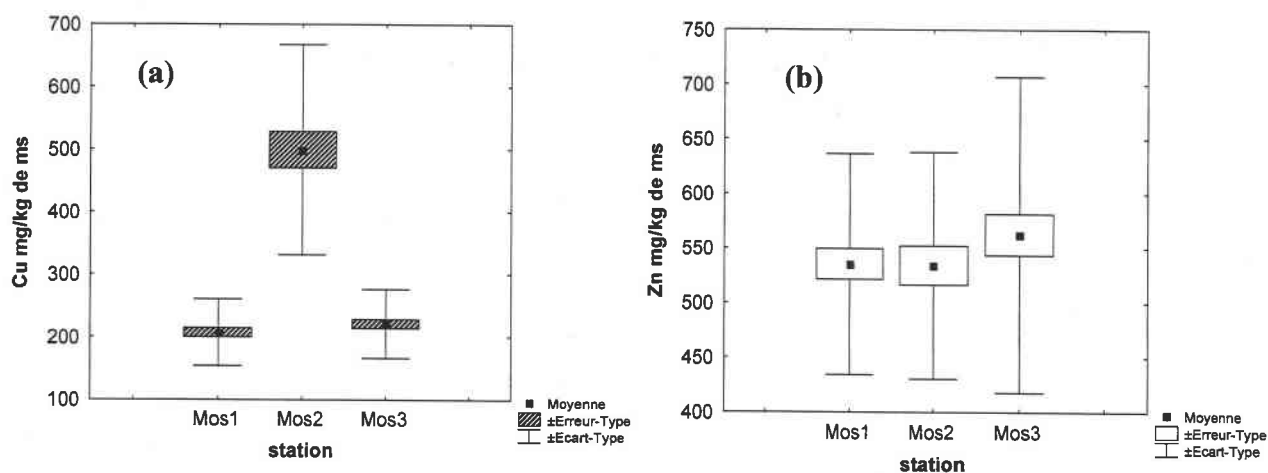 (a)
Cu mg/kg de ms
700
600
500
400
300
200
100
Mos1 Mos2 Mos3
station
Moyenne
±Erreur-Type
±Ecart-Type
(b)
Zn mg/kg de ms
750
700
650
600
550
500
450
400
Mos1 Mos2 Mos3
station
Moyenne
±Erreur-Type
±Ecart-Type